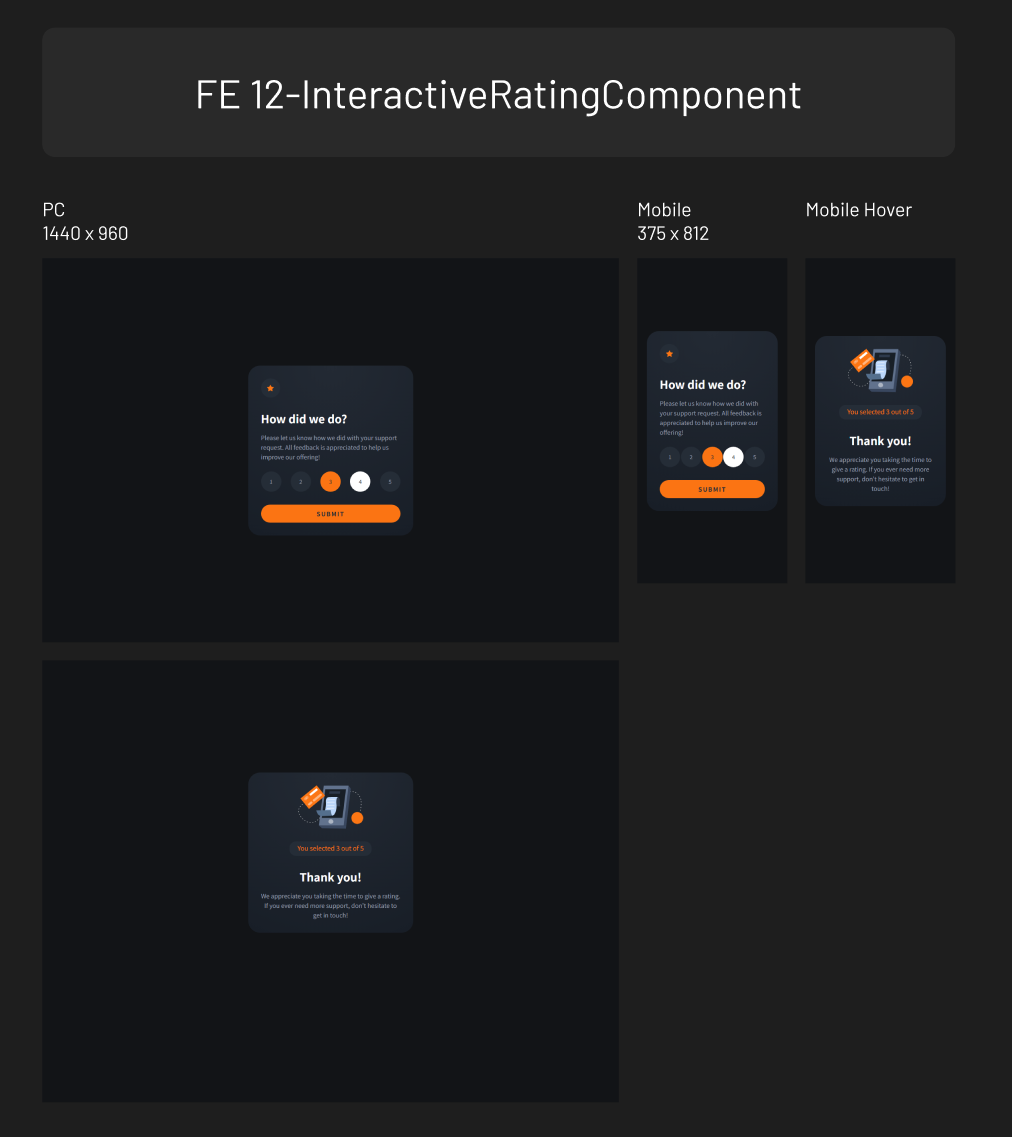 FE 12-InteractiveRatingComponent
PC
1440 x 960
How did we do?
Please let us know how we did with your support
request. All feedback is appreciated to help us
improve our offering!
1 2 3 4 5
SUBMIT
Mobile
375 x 812
How did we do?
Please let us know how we did with
your support request. All feedback is
appreciated to help us improve our
offering!
1 2 3 4 5
SUBMIT
Mobile Hover
You selected 3 out of 5
Thank you!
We appreciate you taking the time to
give a rating. If you ever need more
support, don't hesitate to get in
touch!
You selected 3 out of 5
Thank you!
We appreciate you taking the time to give a rating.
If you ever need more support, don't hesitate to
get in touch!